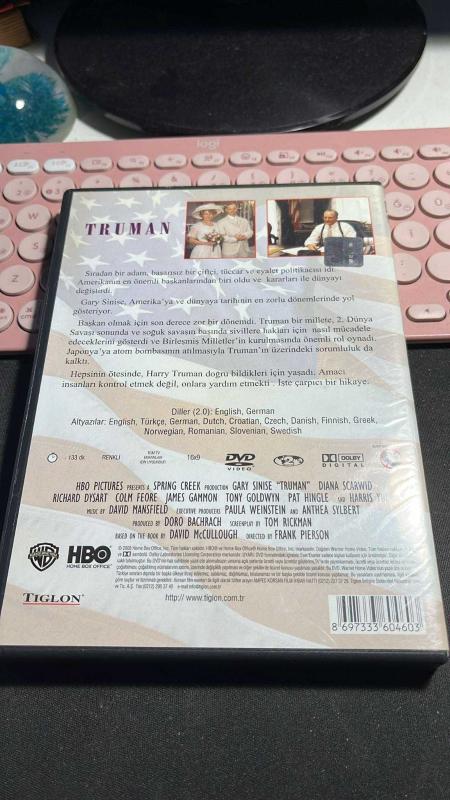 logi
TRUMAN
Sıradan bir adam, başarısız bir çiftçi, tüccar ve eyalet politikacısı idi.
Amerikanın en önemli başkanlarından biri oldu ve kararları ile dünyayı
değiştirdi.
Gary Sinise, Amerika'ya ve dünyaya tarihinin en zorlu dönemlerinde yol
gösteriyor.
Başkan olmak için son derece zor bir dönemdi. Truman bir millete, 2. Dünya
Savaşı sonunda ve soğuk savaşın başında sivillere hakları için nasıl mücadele
edeceklerini gösterdi ve Birleşmis Milletler'in kurulmasında önemli rol oynadı.
Japonya'ya atom bombasının atılmasıyla Truman'ın üzerindeki sorumluluk da
kalktı.
Hepsinin ötesinde, Harry Truman doğru bildikleri için yaşadı. Amacı
insanları kontrol etmek değil, onlara yardım etmekti . İste çarpıcı bir hikaye.
Diller (2.0): English, German
Altyazılar: English, Türkçe, German, Dutch, Croatian, Czech, Danish, Finnish, Greek,
Norwegian, Romanian, Slovenian, Swedish
133 dk RENKLİ 16x9 DVD VIDEO DOLBY DIGITAL
HBO PICTURES PRESENTS A SPRING CREEK PRODUCTION GARY SINISE "TRUMAN" DIANA SCARWID
RICHARD DYSART COLM FEORE JAMES GAMMON TONY GOLDWYN PAT HINGLE AND HARRIS
MUSIC BY DAVID MANSFIELD EXECUTIVE PRODUCERS PAULA WEINSTEIN AND ANTHEA SYLBERT
PRODUCED BY DORO BACHRACH SCREENPLAY BY TOM RICKMAN
BASED ON THE BOOK BY DAVID McCULLOUGH DIRECTED BY FRANK PIERSON
WB HBO
HOME BOX OFFICE
TIGLON http://www.tiglon.com.tr
8 697333 604603